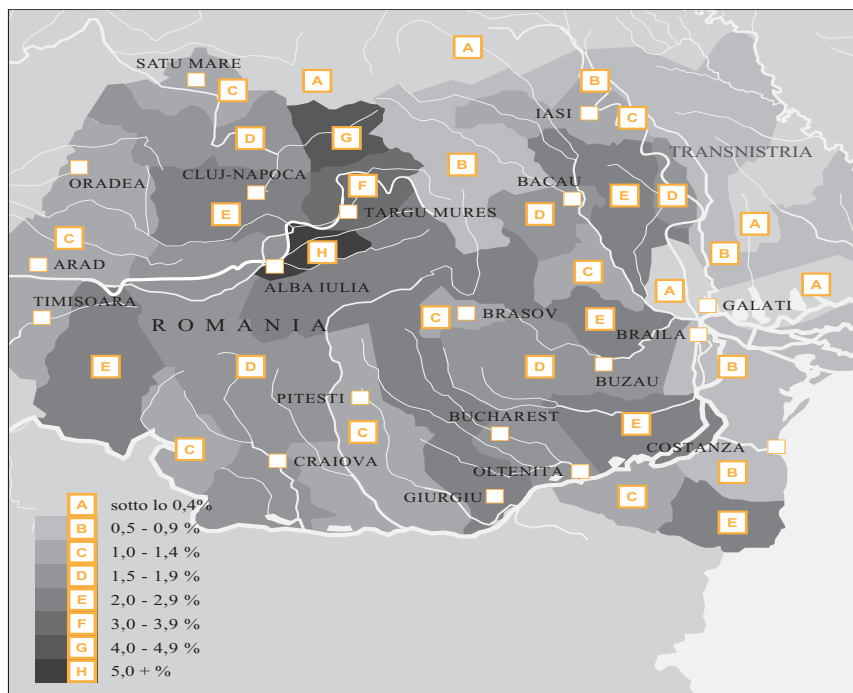 A
SATU MARE
A
B
C
IASI
C
D
G
TRANSNISTRIA
B
ORADEA
CLUJ-NAPOCA
F
BACAU
E
D
E
TARGU MURES
D
A
C
H
B
ARAD
ALBA IULIA
C
A
A
TIMISOARA
GALATI
ROMANIA
C
BRASOV
E
BRAILA
E
D
D
B
BUZAU
PITESTI
BUCHAREST
E
C
COSTANZA
C
CRAIOVA
OLTENITA
B
GIURGIU
C
E
A sotto lo 0,4%
B 0,5 - 0,9 %
C 1,0 - 1,4 %
D 1,5 - 1,9 %
E 2,0 - 2,9 %
F 3,0 - 3,9 %
G 4,0 - 4,9 %
H 5,0 + %